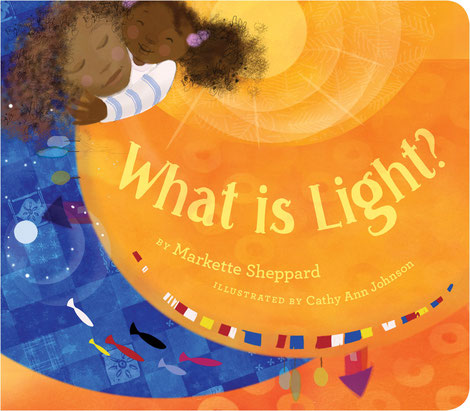 What is Light?
BY Markette Sheppard
ILLUSTRATED BY Cathy Ann Johnson